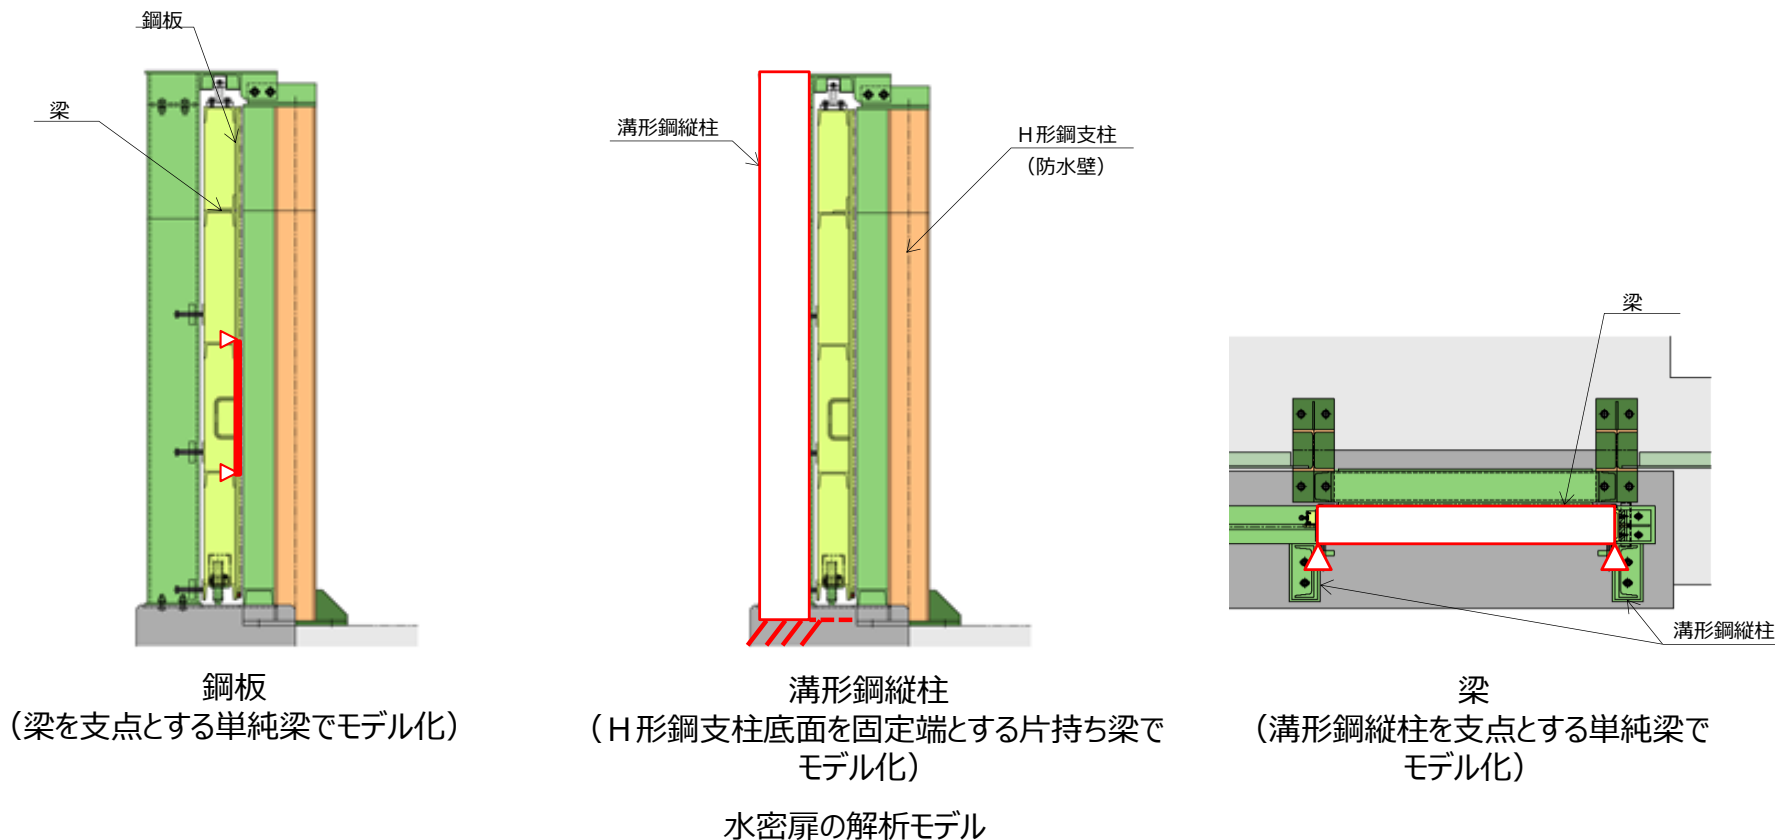 鋼板
梁
溝形鋼縦柱
H形鋼支柱
（防水壁）
梁
溝形鋼縦柱
鋼板
（梁を支点とする単純梁でモデル化）
溝形鋼縦柱
（H形鋼支柱底面を固定端とする片持ち梁で
モデル化）
梁
（溝形鋼縦柱を支点とする単純梁で
モデル化）
水密扉の解析モデル